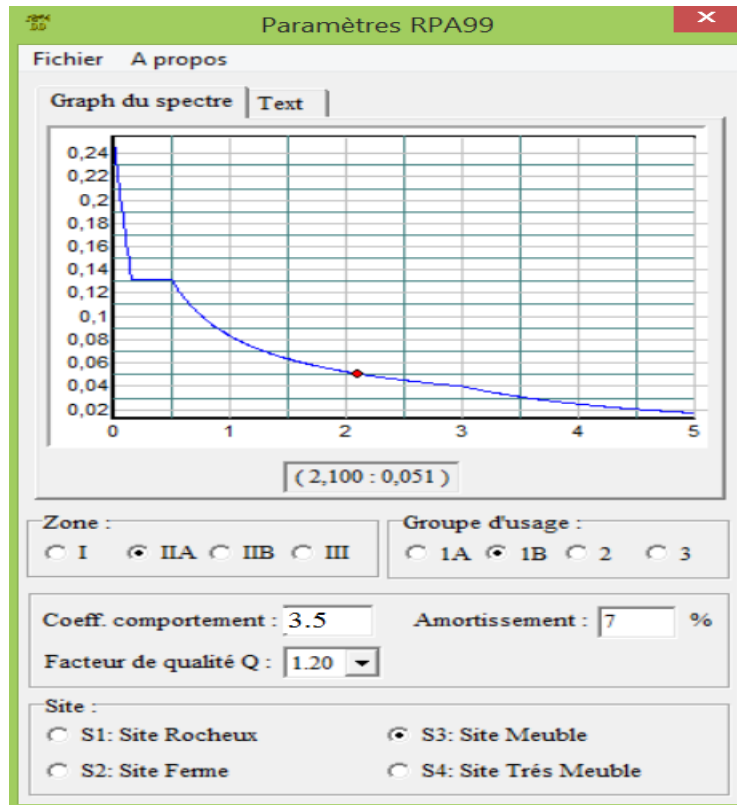 Paramètres RPA99
Fichier A propos
Graph du spectre Text
0,24
0,22
0,2
0,18
0,16
0,14
0,12
0,1
0,08
0,06
0,04
0,02
0 1 2 3 4 5
( 2,100 : 0,051 )
Zone : Groupe d'usage :
I IIA IIB III 1A 1B 2 3
Coeff. comportement : 3.5 Amortissement : 7 %
Facteur de qualité Q : 1.20
Site :
S1: Site Rocheux S3: Site Meuble
S2: Site Ferme S4: Site Trés Meuble